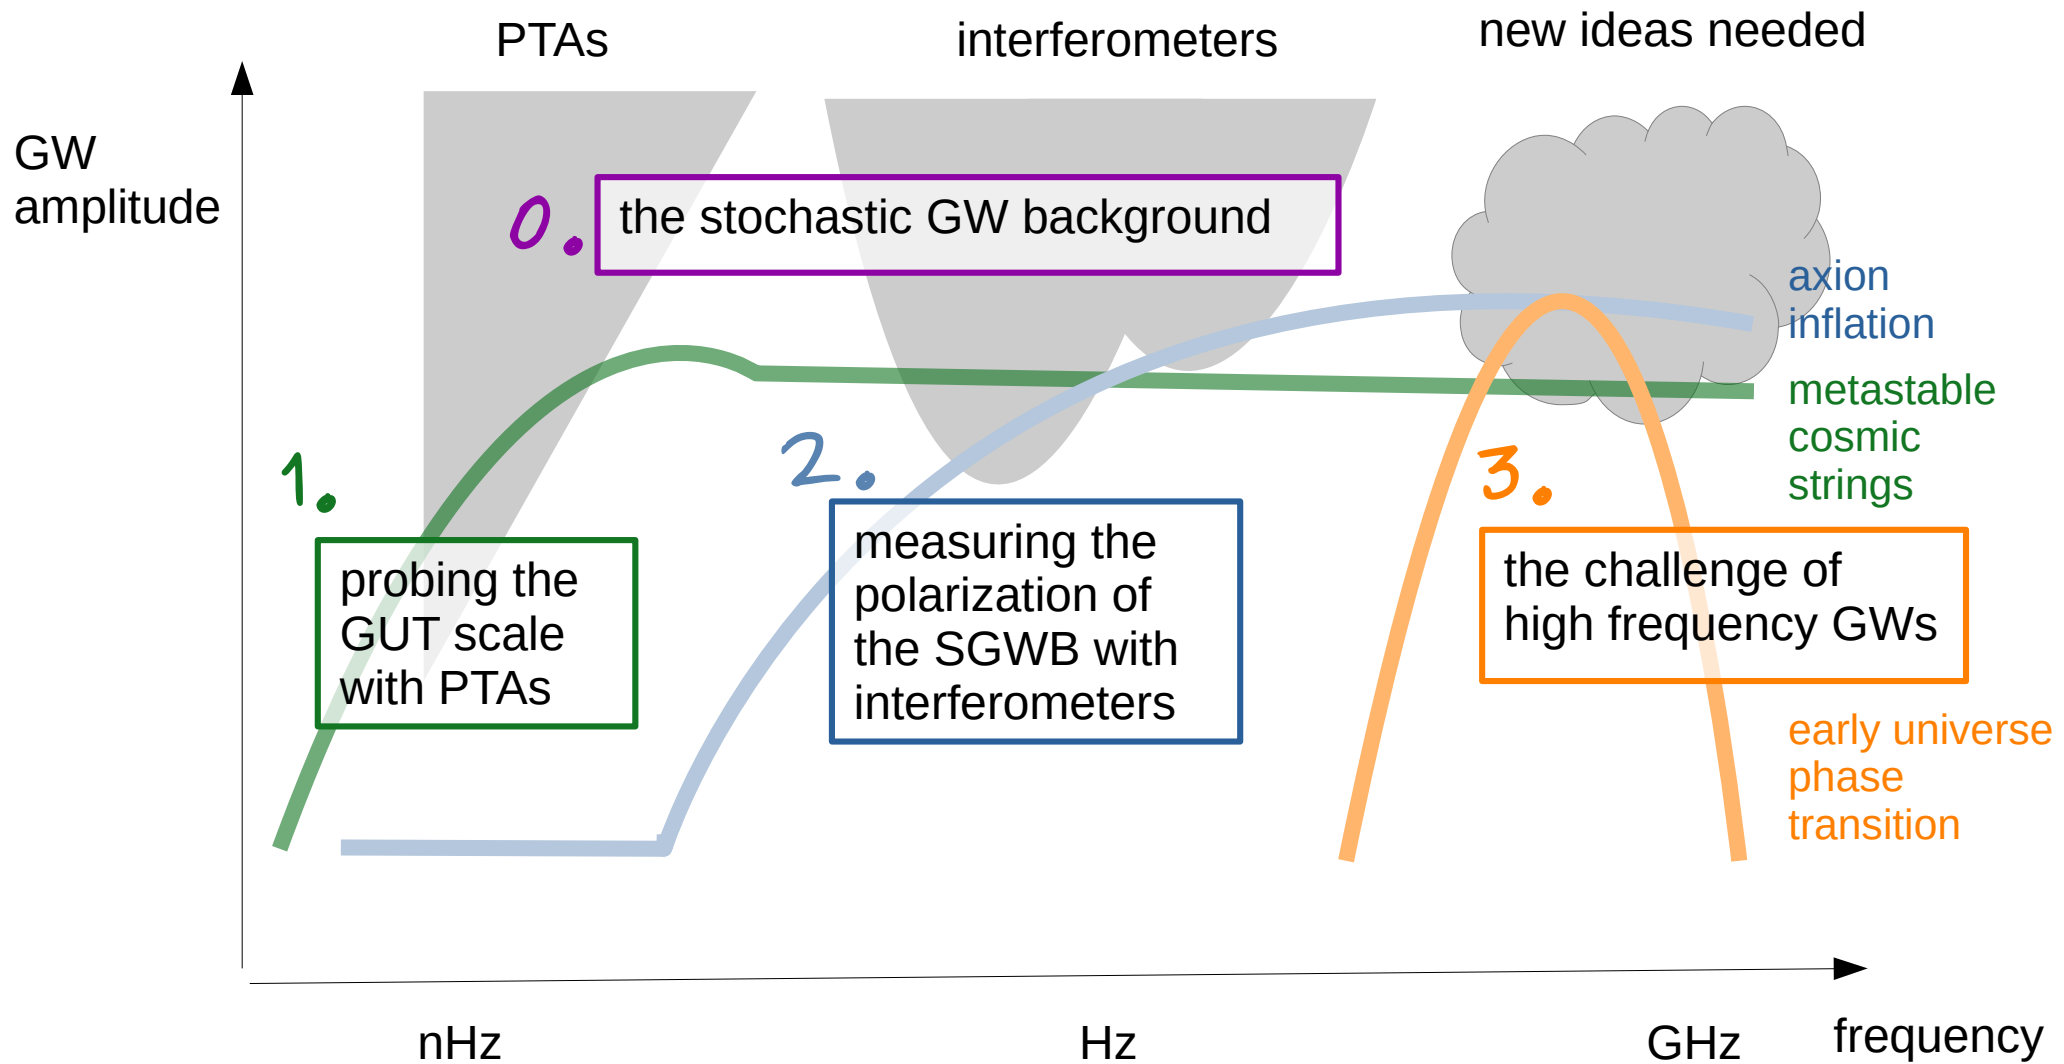 PTAs
interferometers
new ideas needed
GW
amplitude
0.
the stochastic GW background
axion
inflation
metastable
cosmic
strings
1.
probing the
GUT scale
with PTAs
2.
measuring the
polarization of
the SGWB with
interferometers
3.
the challenge of
high frequency GWs
early universe
phase
transition
nHz
Hz
GHz
frequency